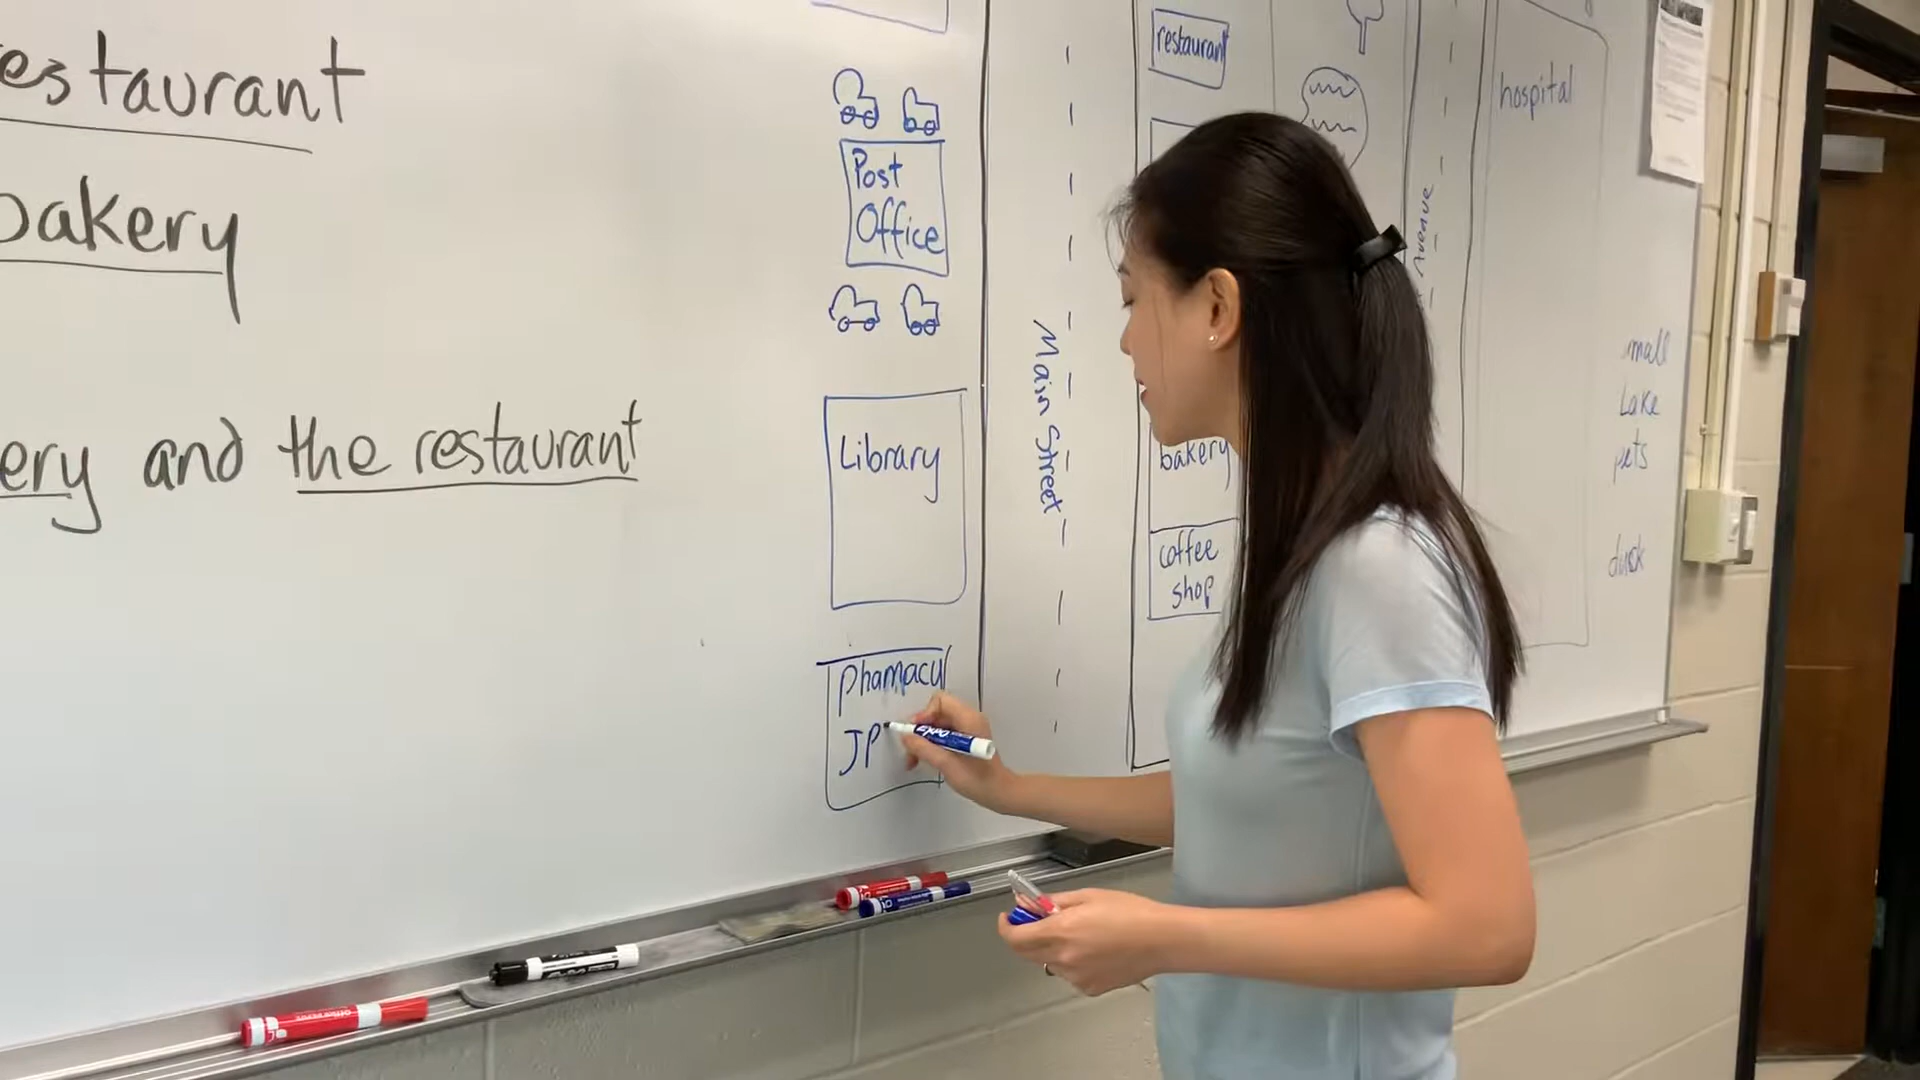 estaurant
bakery
ery and the restaurant
Post
Office
Library
Phamacy
JP
Main Street
restaurant
bakery
coffee
shop
Avenue
hospital
mall
Lake
pets
duck